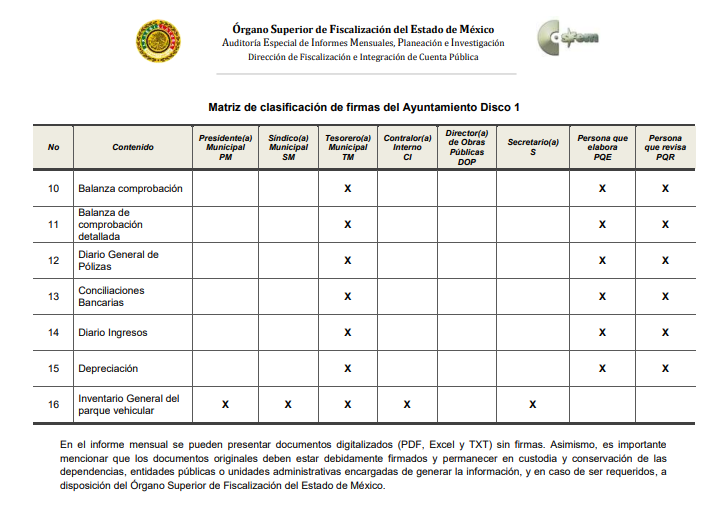 Órgano Superior de Fiscalización del Estado de México
Auditoría Especial de Informes Mensuales, Planeación e Investigación
Dirección de Fiscalización e Integración de Cuenta Pública
osfem
Matriz de clasificación de firmas del Ayuntamiento Disco 1
No Contenido Presidente(a) Municipal PM Síndico(a) Municipal SM Tesorero(a) Municipal TM Contralor(a) Interno CI Director(a) de Obras Públicas DOP Secretario(a) S Persona que elabora PQE Persona que revisa PQR
10 Balanza comprobación X X X
11 Balanza de comprobación detallada X X X
12 Diario General de Pólizas X X X
13 Conciliaciones Bancarias X X X
14 Diario Ingresos X X X
15 Depreciación X X X
16 Inventario General del parque vehicular X X X X X
En el informe mensual se pueden presentar documentos digitalizados (PDF, Excel y TXT) sin firmas. Asimismo, es importante
mencionar que los documentos originales deben estar debidamente firmados y permanecer en custodia y conservación de las
dependencias, entidades públicas o unidades administrativas encargadas de generar la información, y en caso de ser requeridos, a
disposición del Órgano Superior de Fiscalización del Estado de México.